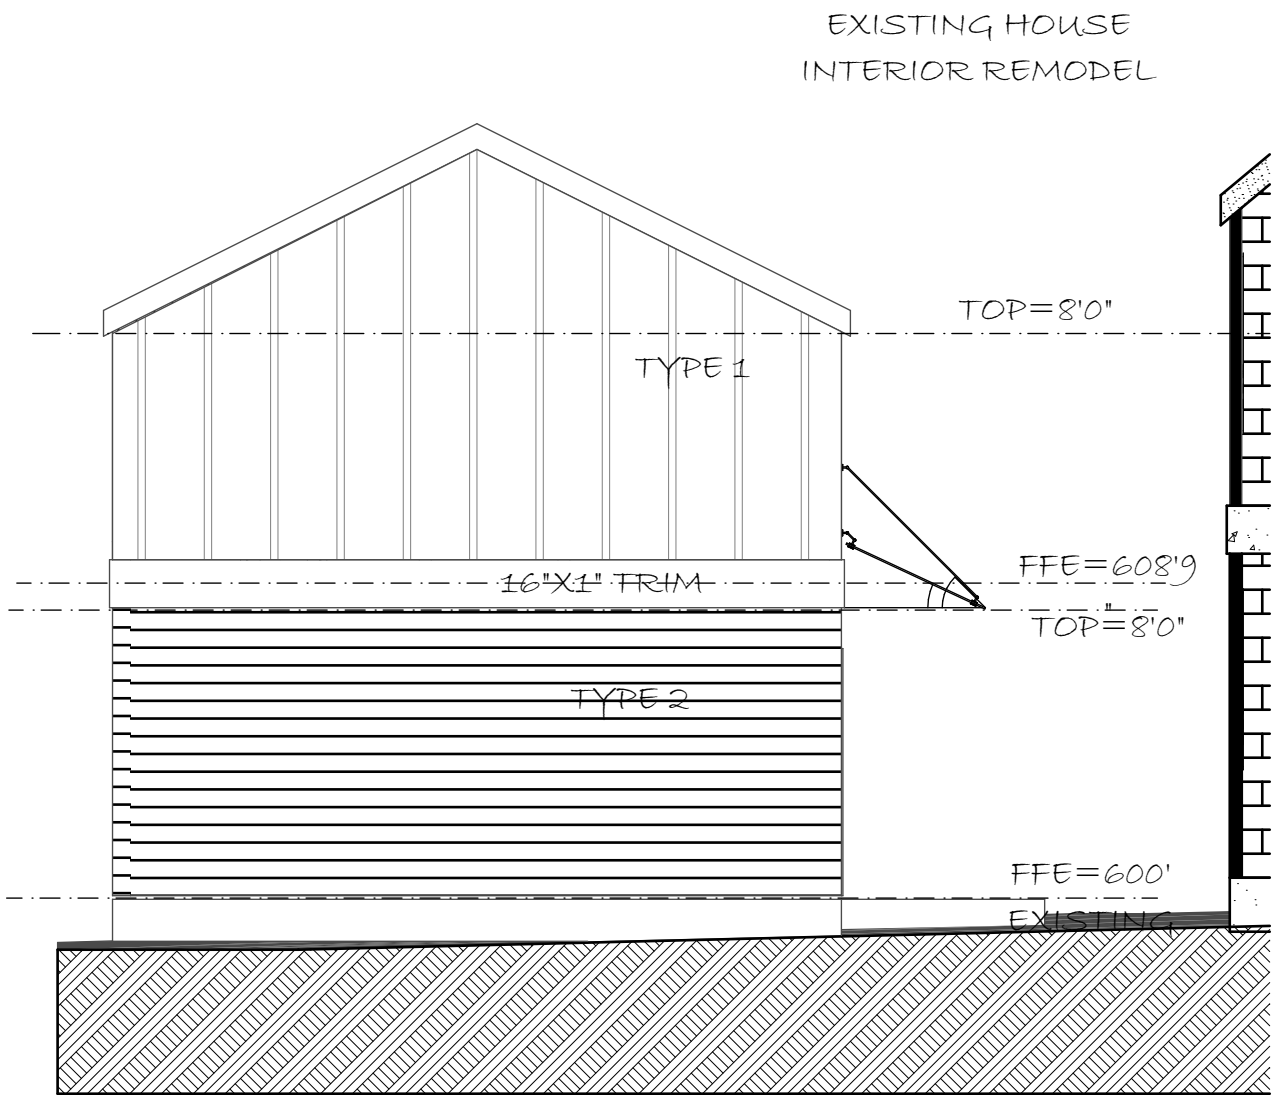 EXISTING HOUSE
INTERIOR REMODEL
TOP=8'0"
TYPE 1
FFE=608'9"
16"X1" TRIM
TOP=8'0"
TYPE 2
FFE=600'
EXISTING